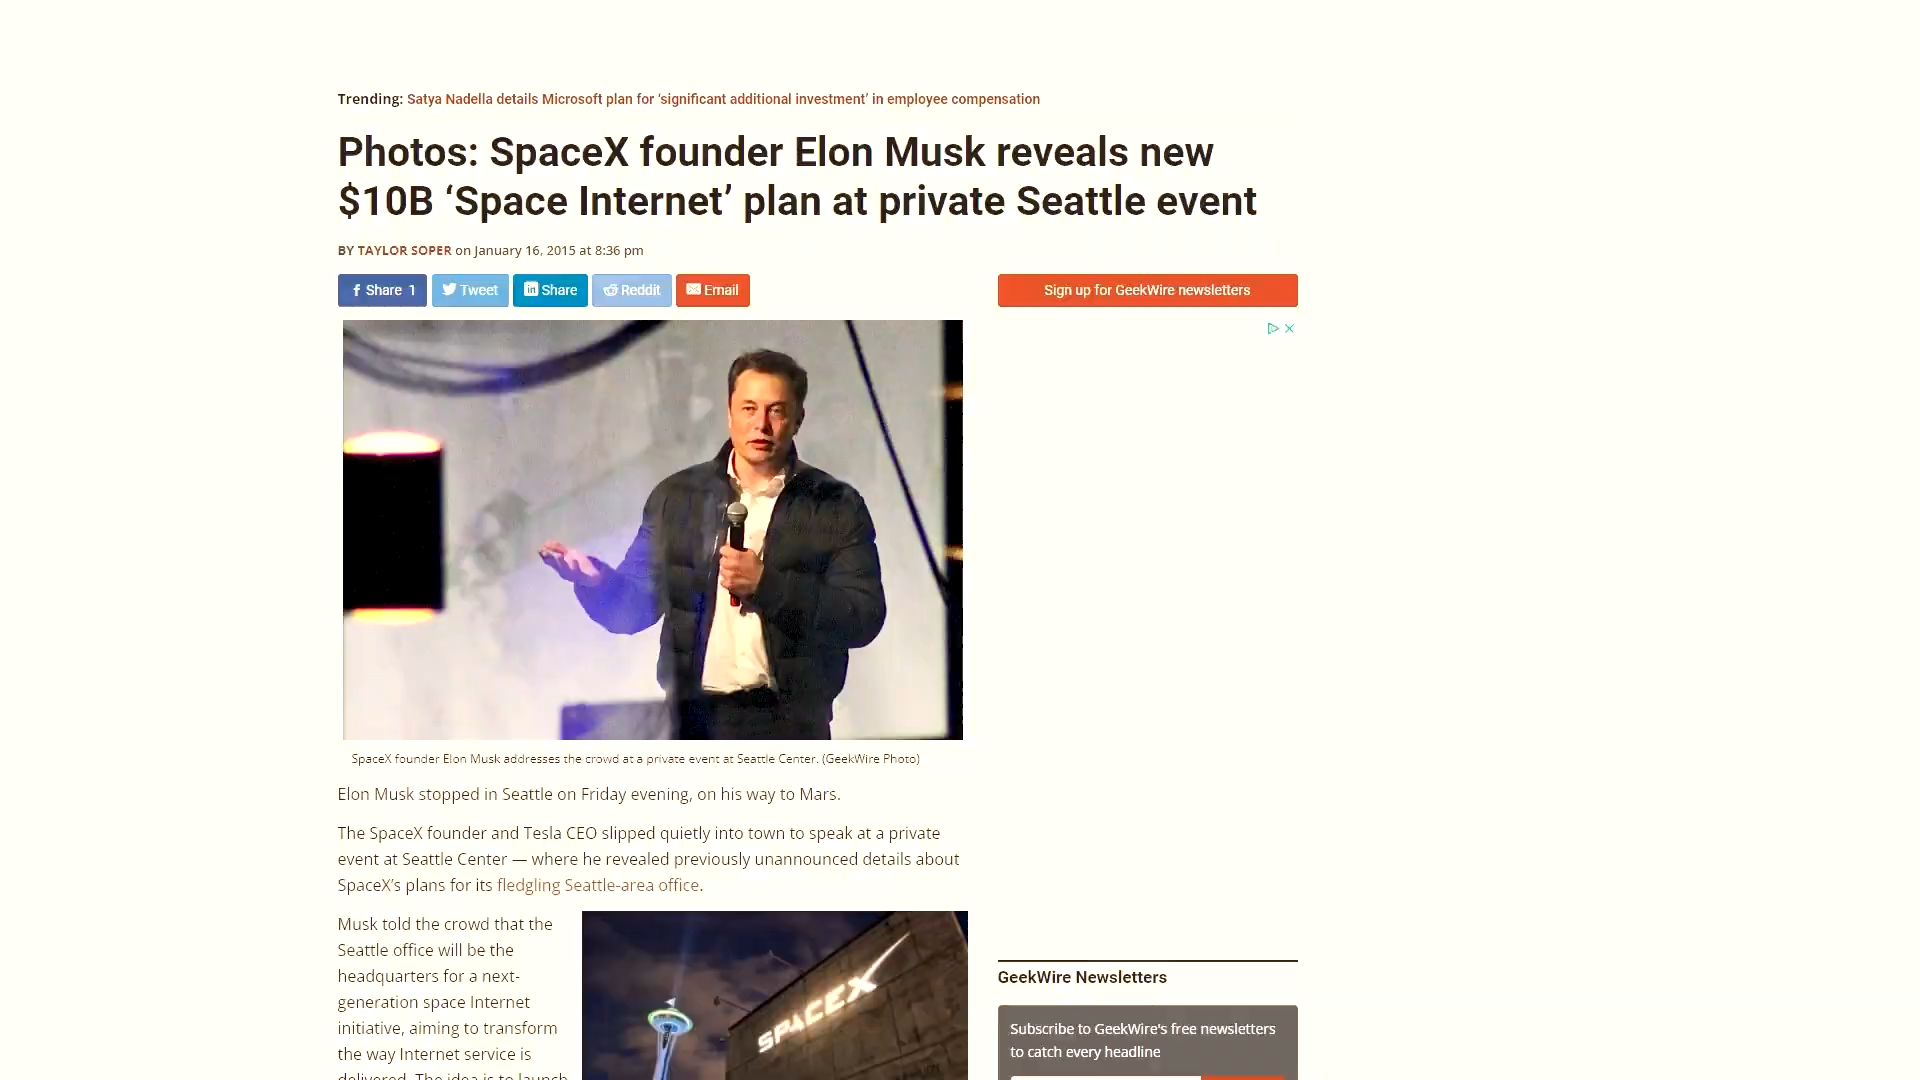 Trending: Satya Nadella details Microsoft plan for ‘significant additional investment’ in employee compensation
Photos: SpaceX founder Elon Musk reveals new
$10B ‘Space Internet’ plan at private Seattle event
BY TAYLOR SOPER on January 16, 2015 at 8:36 pm
Share 1
Tweet
Share
Reddit
Email
Sign up for GeekWire newsletters
SpaceX founder Elon Musk addresses the crowd at a private event at Seattle Center. (GeekWire Photo)
Elon Musk stopped in Seattle on Friday evening, on his way to Mars.
The SpaceX founder and Tesla CEO slipped quietly into town to speak at a private
event at Seattle Center — where he revealed previously unannounced details about
SpaceX’s plans for its fledgling Seattle-area office.
Musk told the crowd that the
Seattle office will be the
headquarters for a next-
generation space Internet
initiative, aiming to transform
the way Internet service is
delivered. The idea is to launch
SPACEX
GeekWire Newsletters
Subscribe to GeekWire's free newsletters
to catch every headline